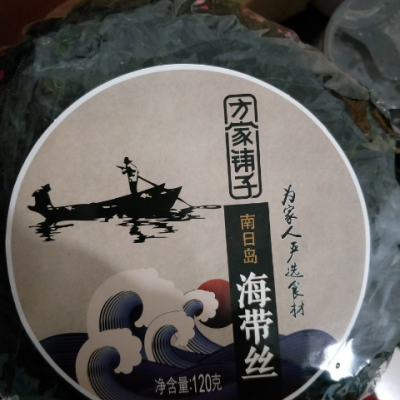 方家铺子
为家人严选食材
南日岛
海带丝
净含量:120克